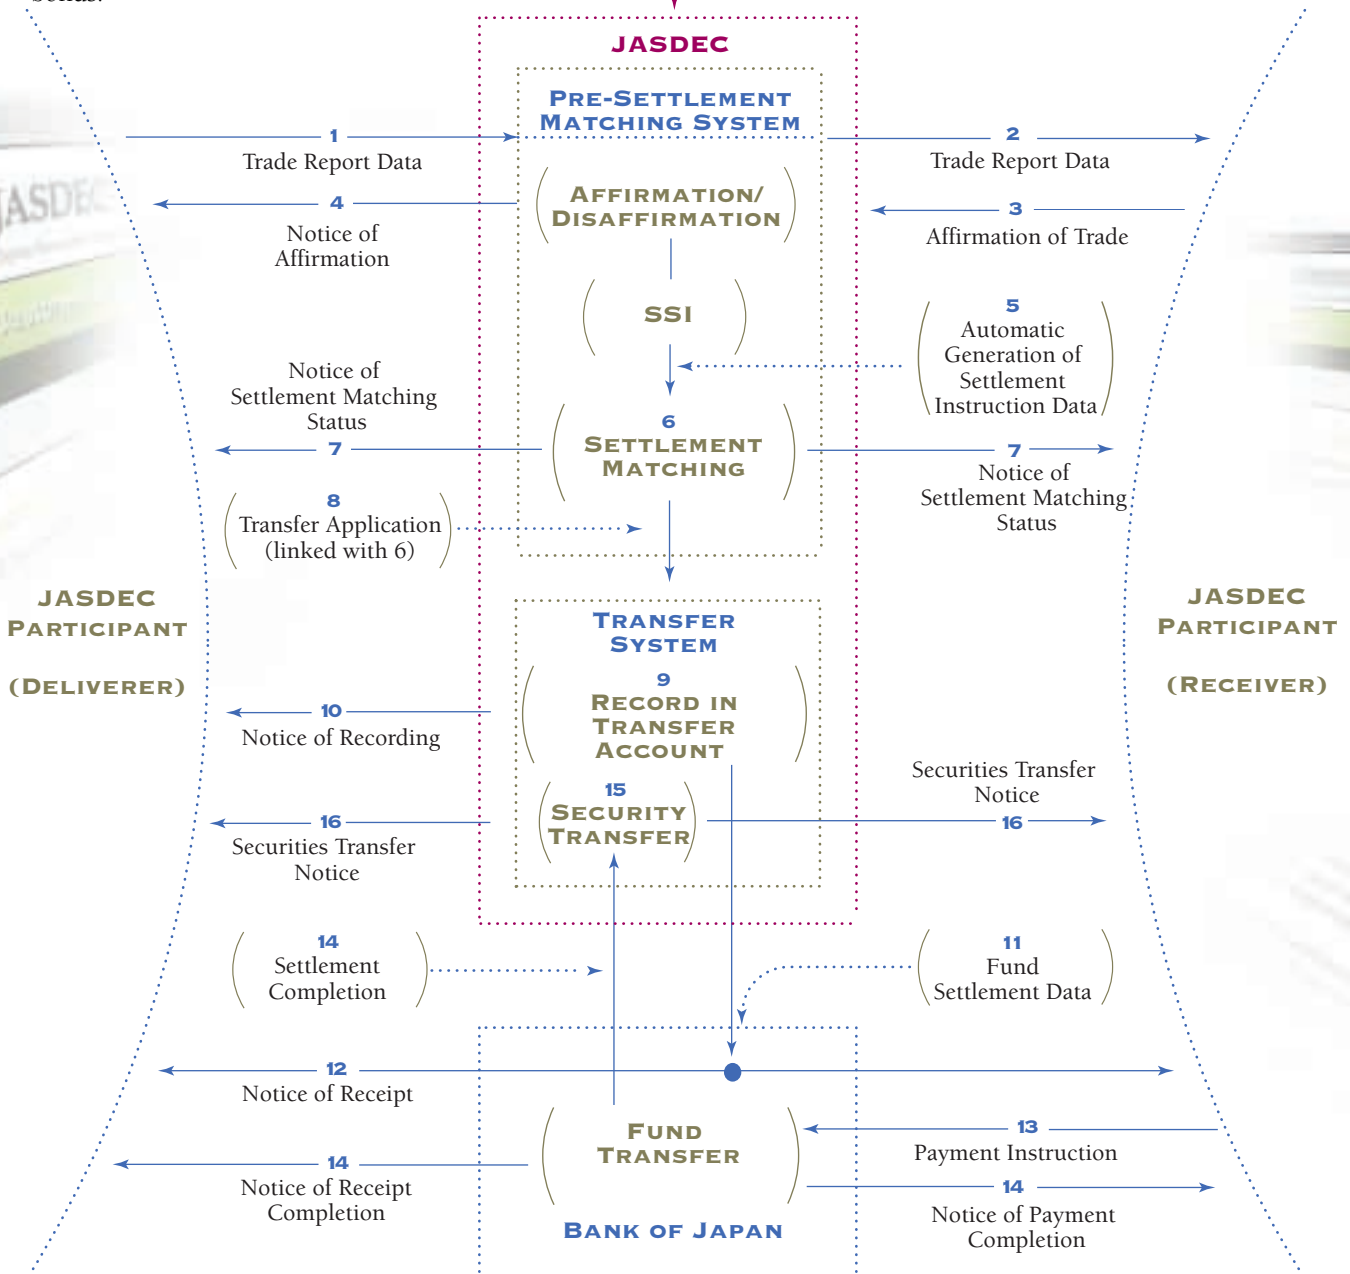 JASDEC
PRE-SETTLEMENT
MATCHING SYSTEM
1
Trade Report Data
2
Trade Report Data
JASDEC
AFFIRMATION/
DISAFFIRMATION
4
Notice of
Affirmation
3
Affirmation of Trade
SSI
5
Automatic
Generation of
Settlement
Instruction Data
Notice of
Settlement Matching
Status
7
6
SETTLEMENT
MATCHING
7
Notice of
Settlement Matching
Status
8
Transfer Application
(linked with 6)
JASDEC
PARTICIPANT
(DELIVERER)
JASDEC
PARTICIPANT
(RECEIVER)
TRANSFER
SYSTEM
9
RECORD IN
TRANSFER
ACCOUNT
10
Notice of Recording
15
SECURITY
TRANSFER
16
Securities Transfer
Notice
Securities Transfer
Notice
16
14
Settlement
Completion
11
Fund
Settlement Data
12
Notice of Receipt
FUND
TRANSFER
13
Payment Instruction
14
Notice of Receipt
Completion
14
Notice of Payment
Completion
BANK OF JAPAN